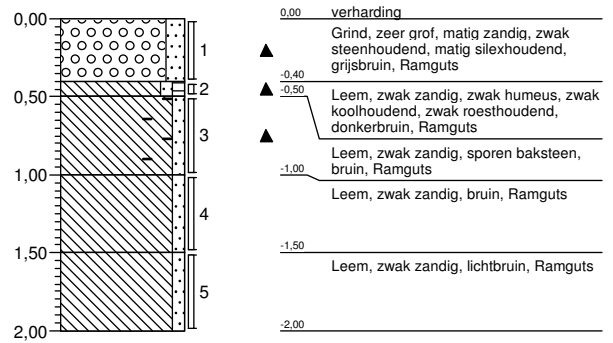 0,00
0,50
1,00
1,50
2,00
1
2
3
4
5
0,00
verharding
Grind, zeer grof, matig zandig, zwak
steenhoudend, matig silexhoudend,
grijsbruin, Ramguts
-0,40
-0,50
Leem, zwak zandig, zwak humeus, zwak
koolhoudend, zwak roesthoudend,
donkerbruin, Ramguts
Leem, zwak zandig, sporen baksteen,
bruin, Ramguts
-1,00
Leem, zwak zandig, bruin, Ramguts
-1,50
Leem, zwak zandig, lichtbruin, Ramguts
-2,00